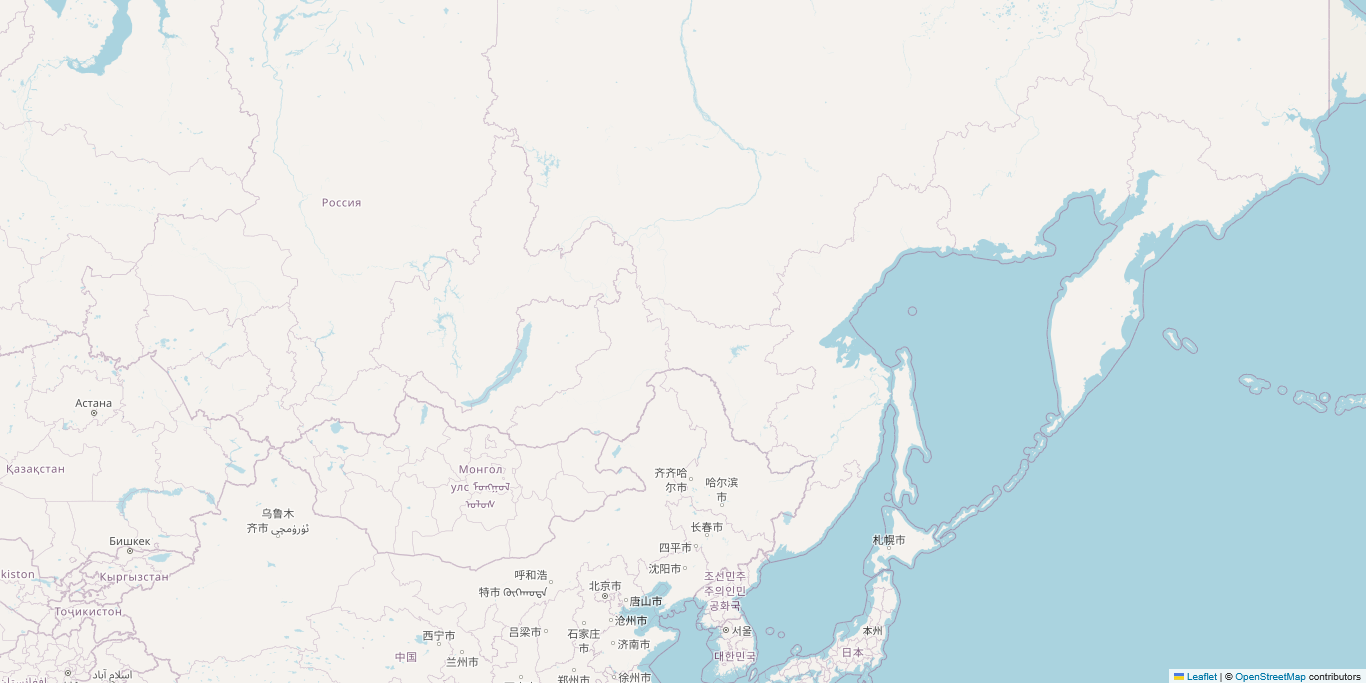 Россия
Астана
Қазақстан
Монгол
улс ᠮᠣᠩᠭᠣᠯ
ᠤᠯᠤᠰ
齐齐哈
尔市
哈尔滨
市
乌鲁木
齐市 ئۈرۈمچى
长春市
Бишкек
四平市
沈阳市
kistan
Кыргызстан
呼和浩
特市
조선민주
주의인민
공화국
北京市
唐山市
Тоҷикистон
沧州市
札幌市
西宁市
吕梁市
石家庄
市
济南市
서울
本州
中国
兰州市
대한민국
日本
اسلام آباد
郑州市
徐州市
Leaflet | © OpenStreetMap contributors